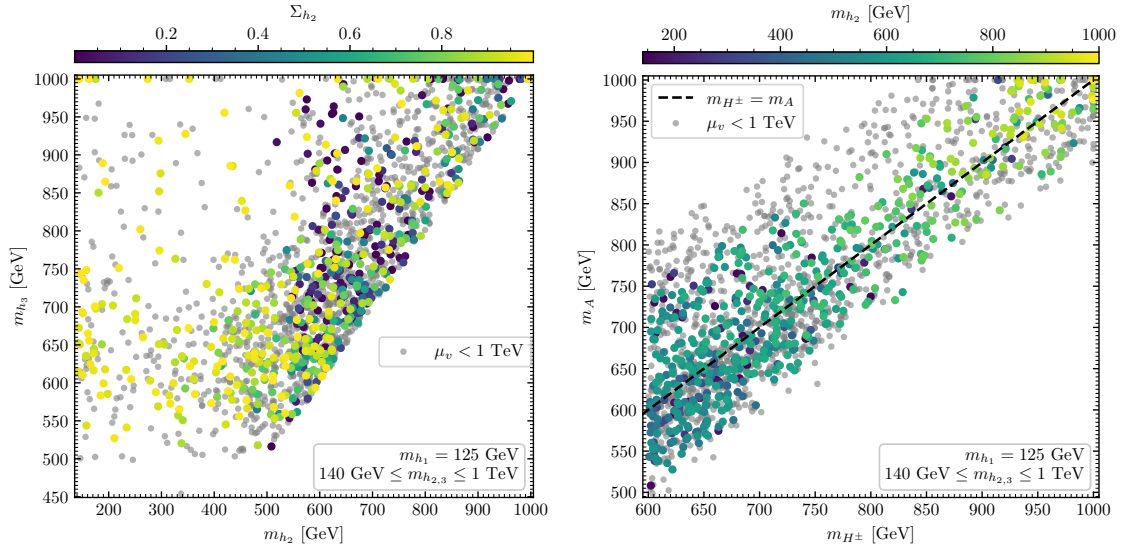 Σ_{h_2}
0.2 0.4 0.6 0.8
1000
950
900
850
800
750
700
650
600
550
500
450
m_{h_3} [GeV]
μ_v < 1 TeV
m_{h_1} = 125 GeV
140 GeV ≤ m_{h_{2,3}} ≤ 1 TeV
200 300 400 500 600 700 800 900 1000
m_{h_2} [GeV]
m_{h_2} [GeV]
200 400 600 800 1000
1000
950
900
850
800
750
700
650
600
550
500
m_A [GeV]
m_{H^±} = m_A
μ_v < 1 TeV
m_{h_1} = 125 GeV
140 GeV ≤ m_{h_{2,3}} ≤ 1 TeV
600 650 700 750 800 850 900 950 1000
m_{H^±} [GeV]